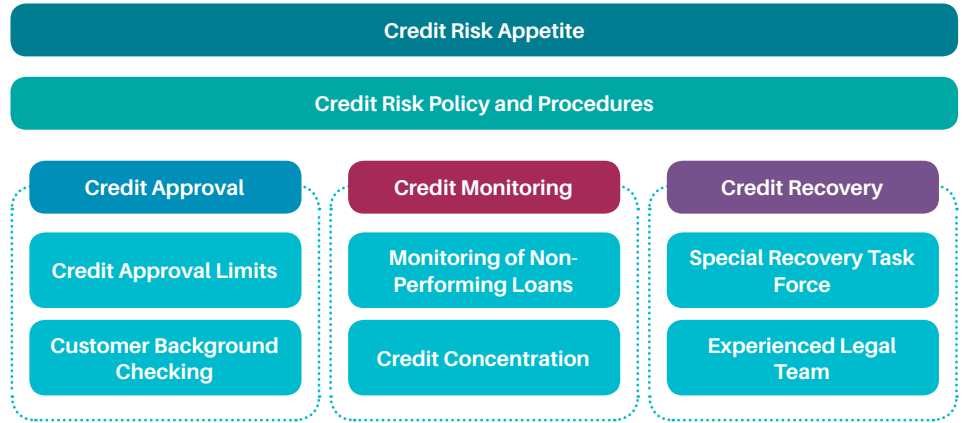 Credit Risk Appetite
Credit Risk Policy and Procedures
Credit Approval
Credit Approval Limits
Customer Background
Checking
Credit Monitoring
Monitoring of Non-
Performing Loans
Credit Concentration
Credit Recovery
Special Recovery Task
Force
Experienced Legal
Team